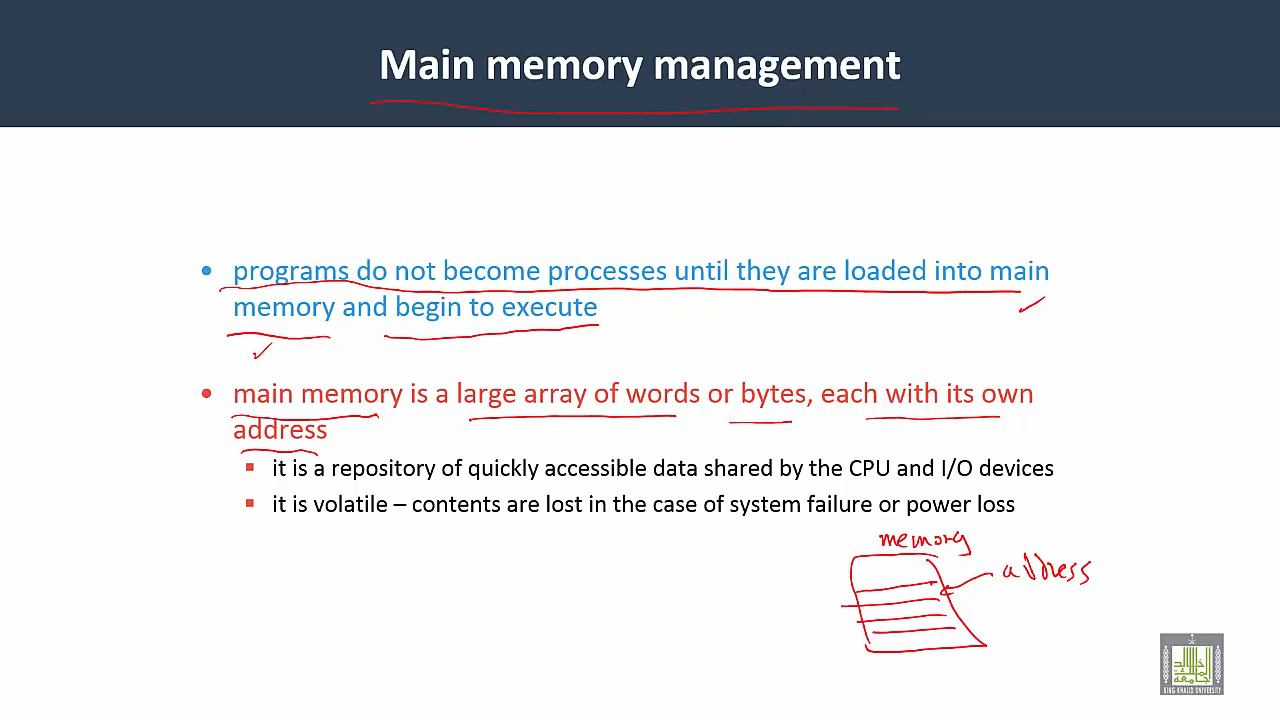 Main memory management
programs do not become processes until they are loaded into main
memory and begin to execute
main memory is a large array of words or bytes, each with its own
address
it is a repository of quickly accessible data shared by the CPU and I/O devices
it is volatile – contents are lost in the case of system failure or power loss
memory
address
KING KHALID UNIVERSITY